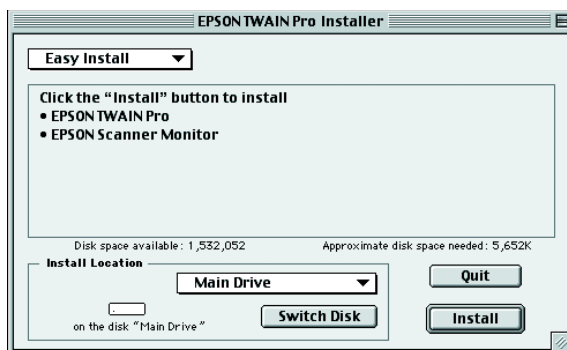 EPSON TWAIN Pro Installer
Easy Install
Click the “Install” button to install
• EPSON TWAIN Pro
• EPSON Scanner Monitor
Disk space available: 1,532,052
Approximate disk space needed: 5,652K
Install Location
Main Drive
Quit
on the disk “Main Drive”
Switch Disk
Install